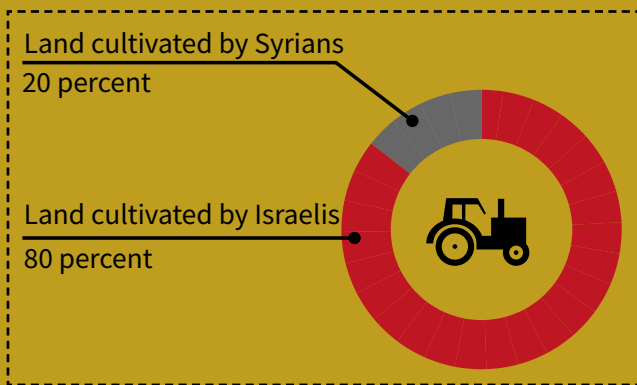 Land cultivated by Syrians
20 percent
Land cultivated by Israelis
80 percent